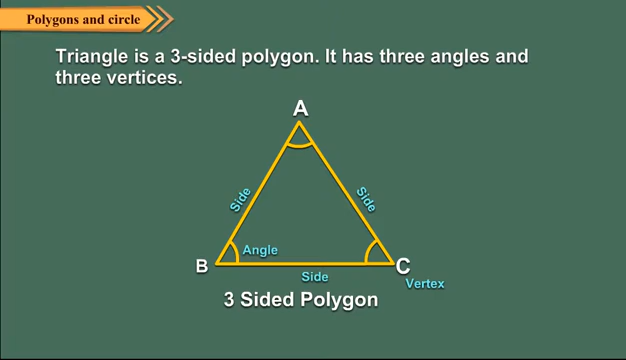 Polygons and circle
Triangle is a 3-sided polygon. It has three angles and
three vertices.
A
Side
Side
B
Angle
C
Side
Vertex
3 Sided Polygon